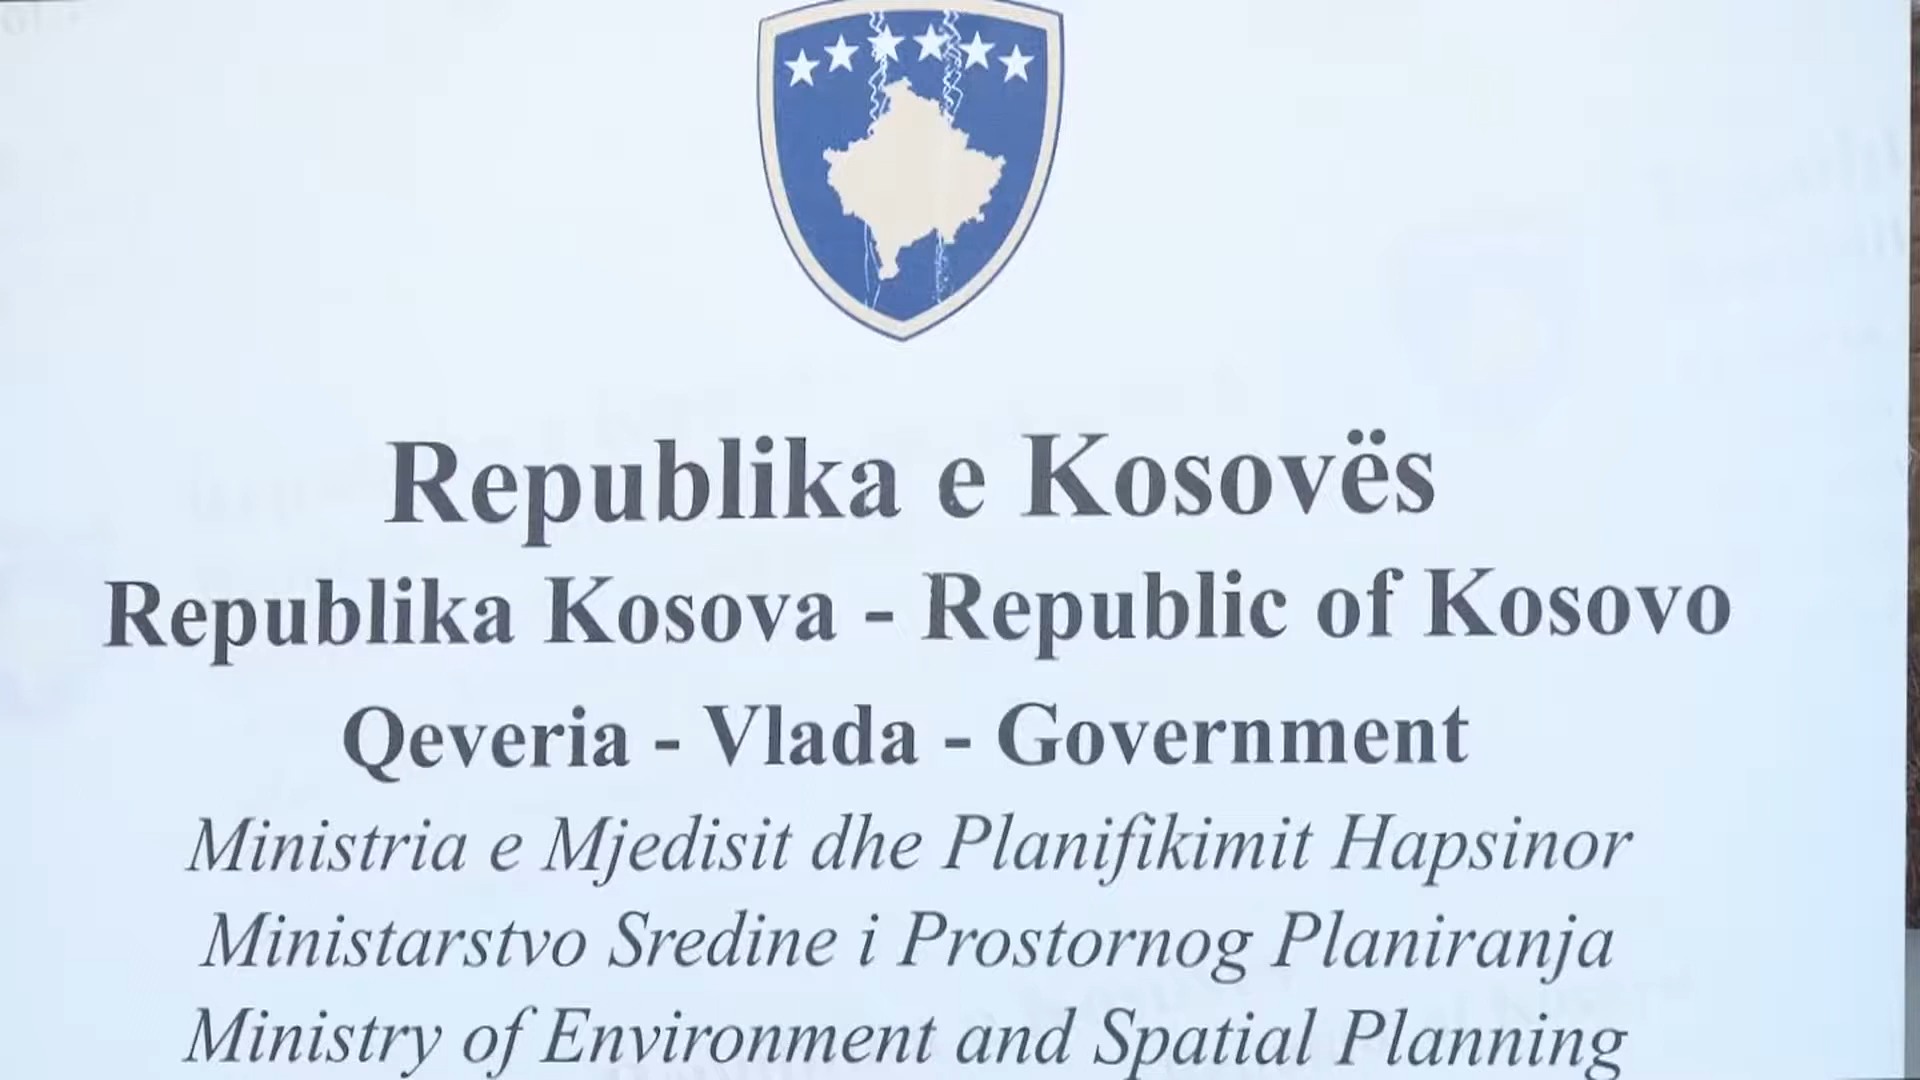 Republika e Kosovës
Republika Kosova - Republic of Kosovo
Qeveria - Vlada - Government
Ministria e Mjedisit dhe Planifikimit Hapsinor
Ministarstvo Sredine i Prostornog Planiranja
Ministry of Environment and Spatial Planning